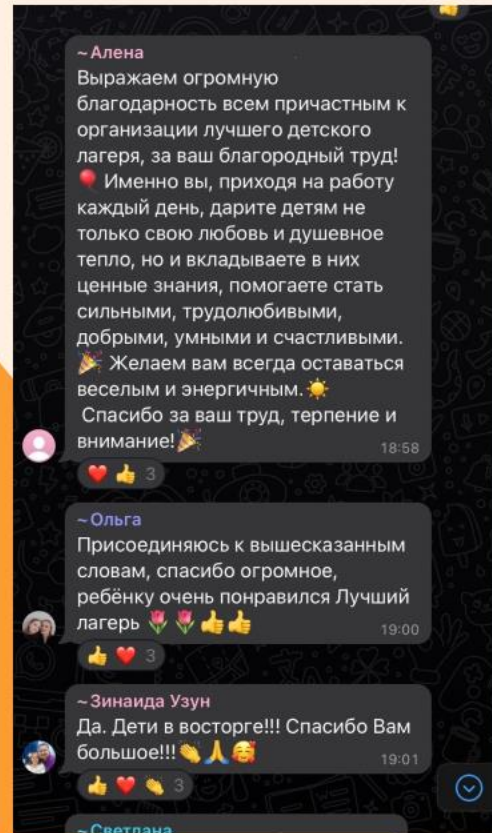 ~Алена
Выражаем огромную
благодарность всем причастным к
организации лучшего детского
лагеря, за ваш благородный труд!
🎈 Именно вы, приходя на работу
каждый день, дарите детям не
только свою любовь и душевное
тепло, но и вкладываете в них
ценные знания, помогаете стать
сильными, трудолюбивыми,
добрыми, умными и счастливыми.
🎉 Желаем вам всегда оставаться
веселым и энергичным.☀️
Спасибо за ваш труд, терпение и
внимание!🎉 18:58
❤️ 👍 3
~Ольга
Присоединяюсь к вышесказанным
словам, спасибо огромное,
ребёнку очень понравился Лучший
лагерь 🌷🌷👍👍 19:00
👍 ❤️ 3
~Зинаида Узун
Да. Дети в восторге!!! Спасибо Вам
большое!!!👏🙏🥰 19:01
👍 ❤️ 👏 3
~Светлана